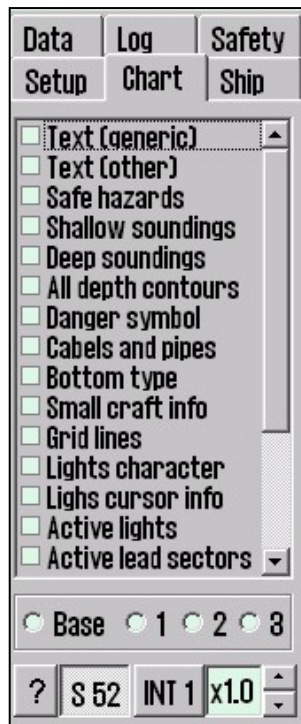 Data Log Safety
Setup Chart Ship
Text (generic)
Text (other)
Safe hazards
Shallow soundings
Deep soundings
All depth contours
Danger symbol
Cabels and pipes
Bottom type
Small craft info
Grid lines
Lights character
Lighs cursor info
Active lights
Active lead sectors
Base 1 2 3
? S 52 INT 1 x1.0